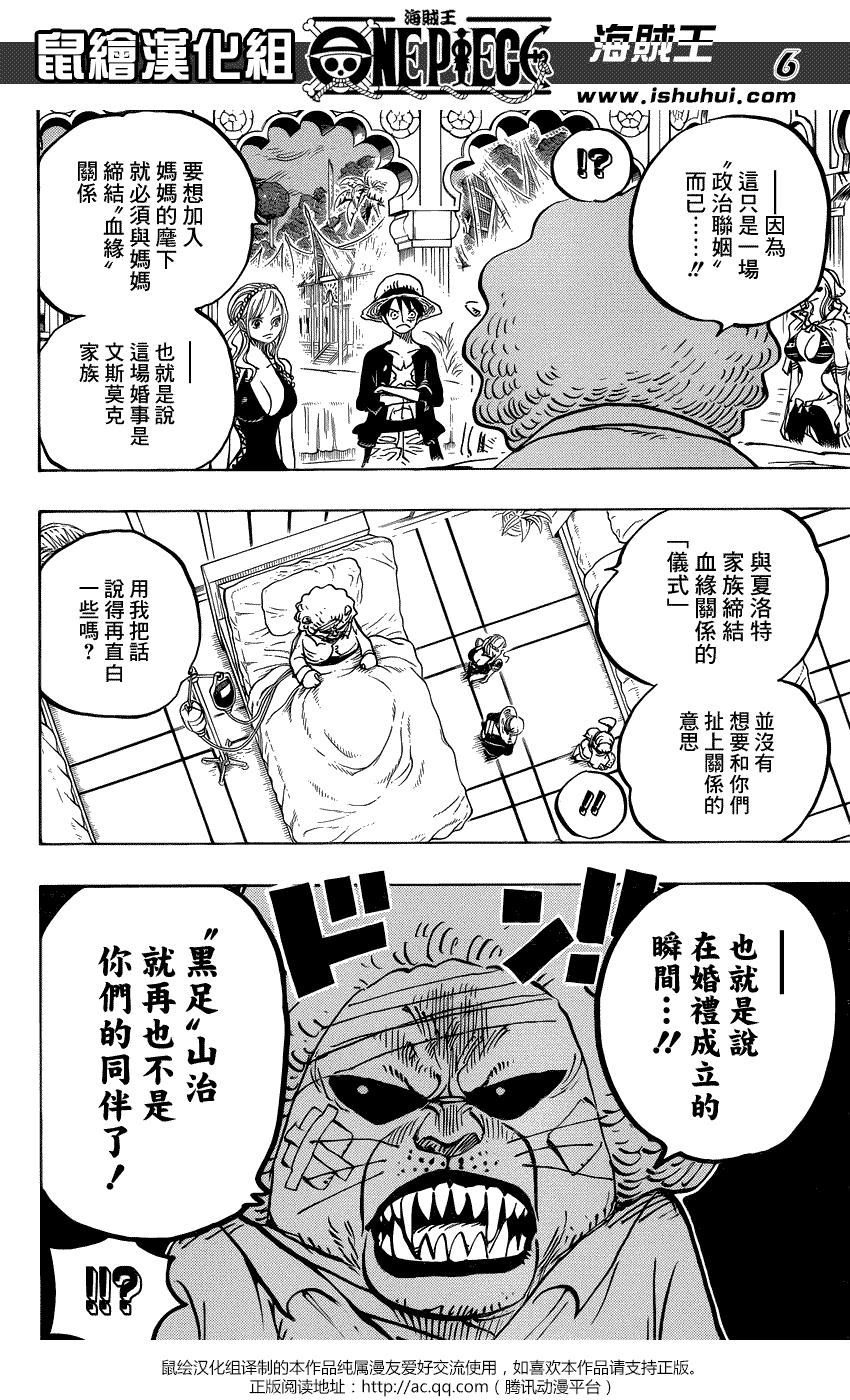 海賊王
鼠繪漢化組
ONE PIECE
海賊王
6
www.ishuhui.com
——因為
這只是一場
〝政治聯姻〞
而已……!!
!?
要想加入
媽媽的麾下
就必須與媽媽
締結〝血緣〞
關係
——
也就是說
這場婚事是
文斯莫克
家族
與夏洛特
家族締結
血緣關係的
「儀式」
並沒有
想要和你們
扯上關係的
意思
!!
用我把話
說得再直白
一些嗎?
——
也就是說
在婚禮成立的
瞬間…!!
ドン!!
〝黑足〞山治
就再也不是
你們的同伴了!
!!?
鼠绘汉化组译制的本作品纯属漫友爱好交流使用，如喜欢本作品请支持正版。
正版阅读地址：http://ac.qq.com（腾讯动漫平台）